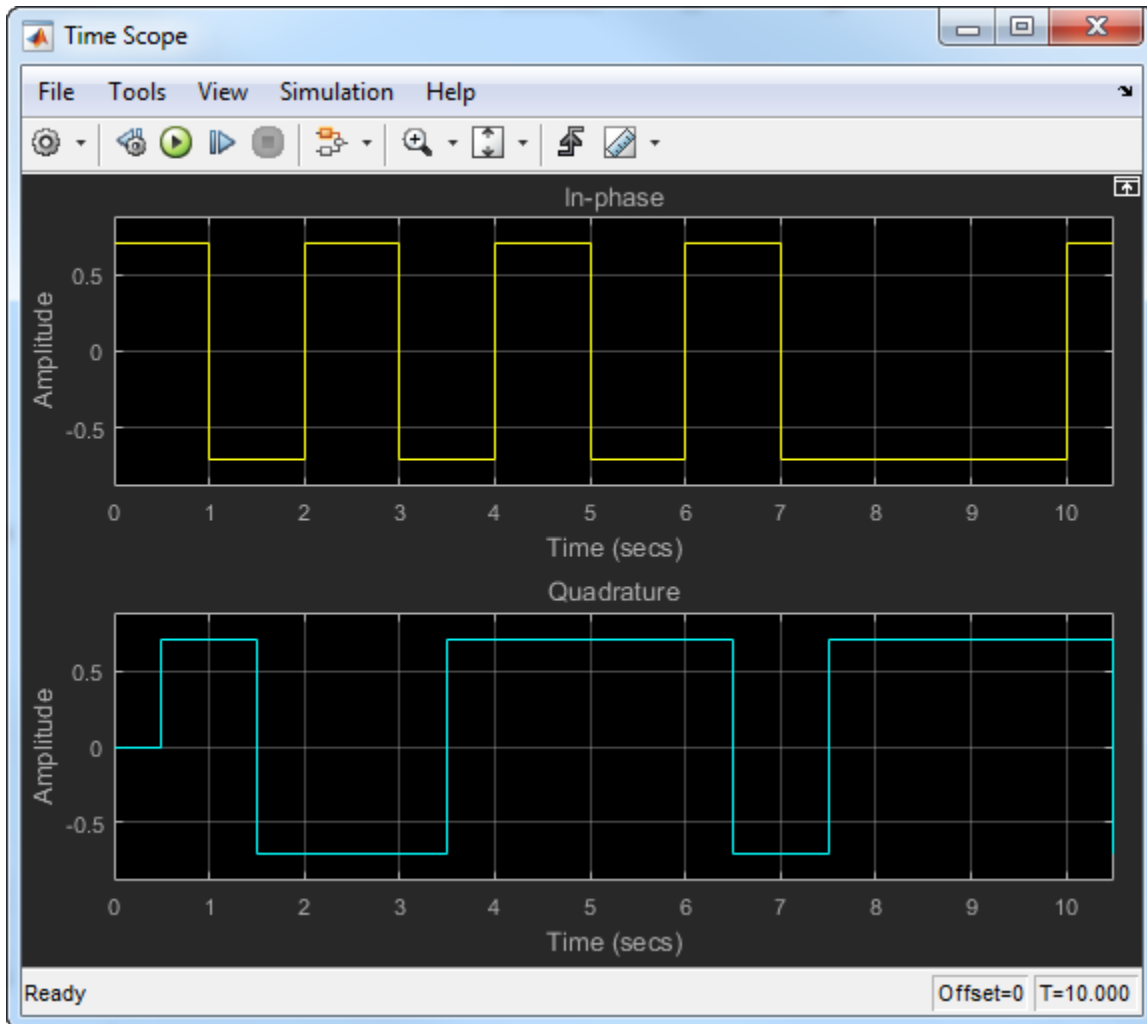 Time Scope
File Tools View Simulation Help
In-phase
Amplitude
0.5
0
-0.5
0 1 2 3 4 5 6 7 8 9 10
Time (secs)
Quadrature
Amplitude
0.5
0
-0.5
0 1 2 3 4 5 6 7 8 9 10
Time (secs)
Ready Offset=0 T=10.000